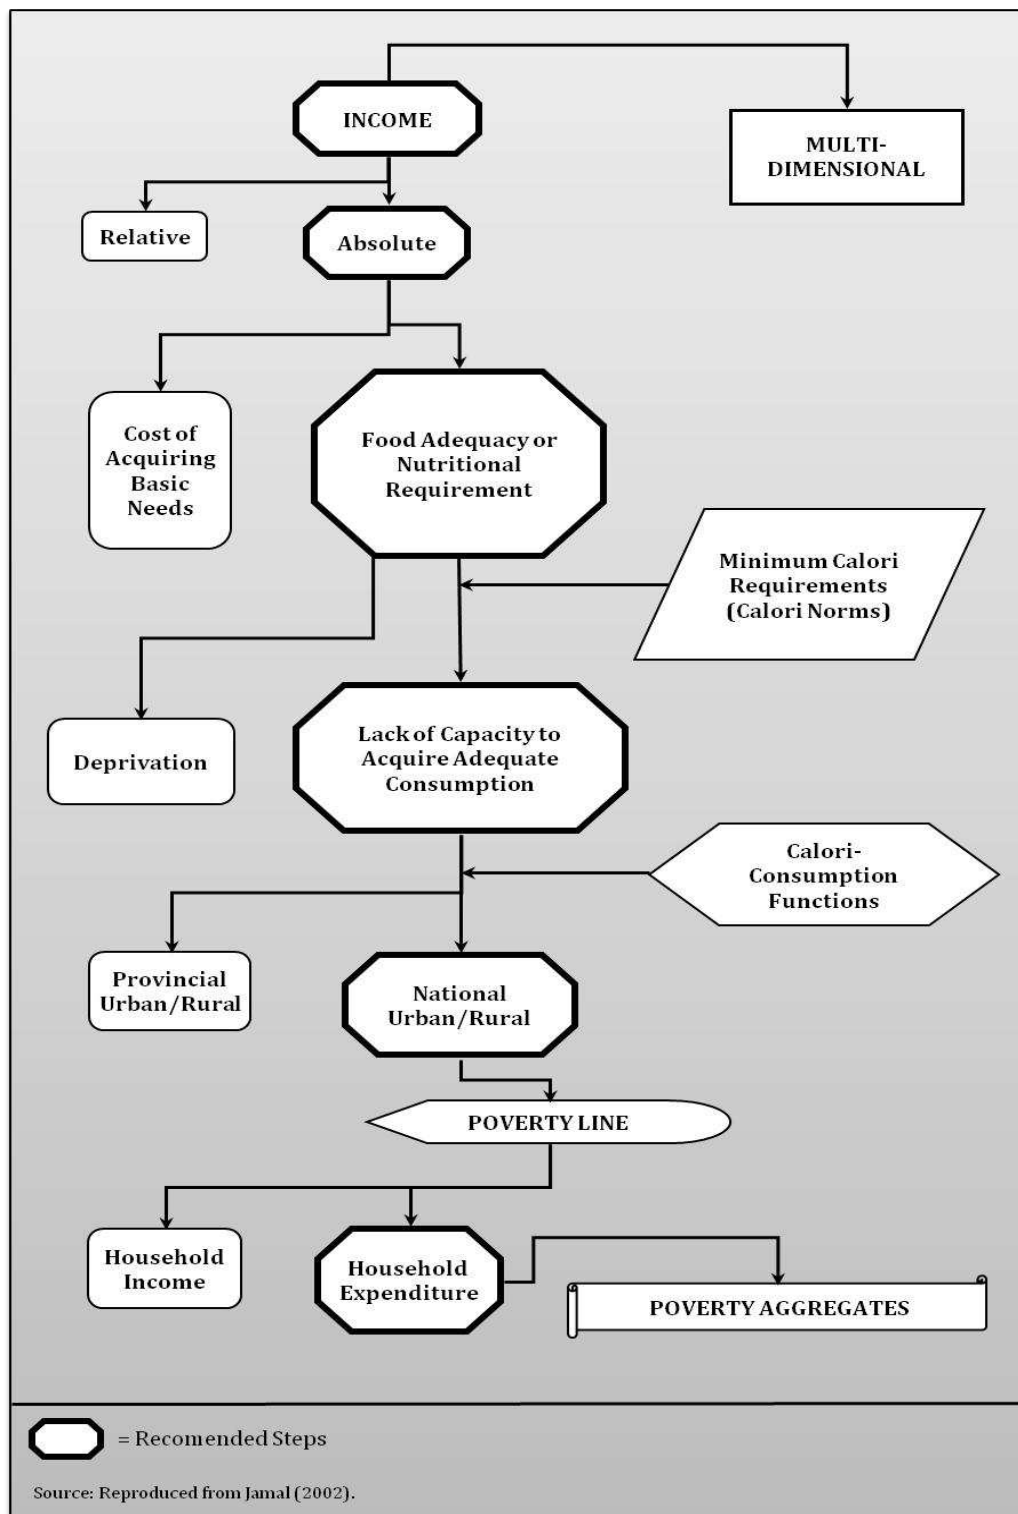 INCOME
MULTI-
DIMENSIONAL
Relative
Absolute
Cost of
Acquiring
Basic
Needs
Food Adequacy or
Nutritional
Requirement
Minimum Calori
Requirements
(Calori Norms)
Deprivation
Lack of Capacity to
Acquire Adequate
Consumption
Calori-
Consumption
Functions
Provincial
Urban/Rural
National
Urban/Rural
POVERTY LINE
Household
Income
Household
Expenditure
POVERTY AGGREGATES
= Recomended Steps
Source: Reproduced from Jamal (2002).